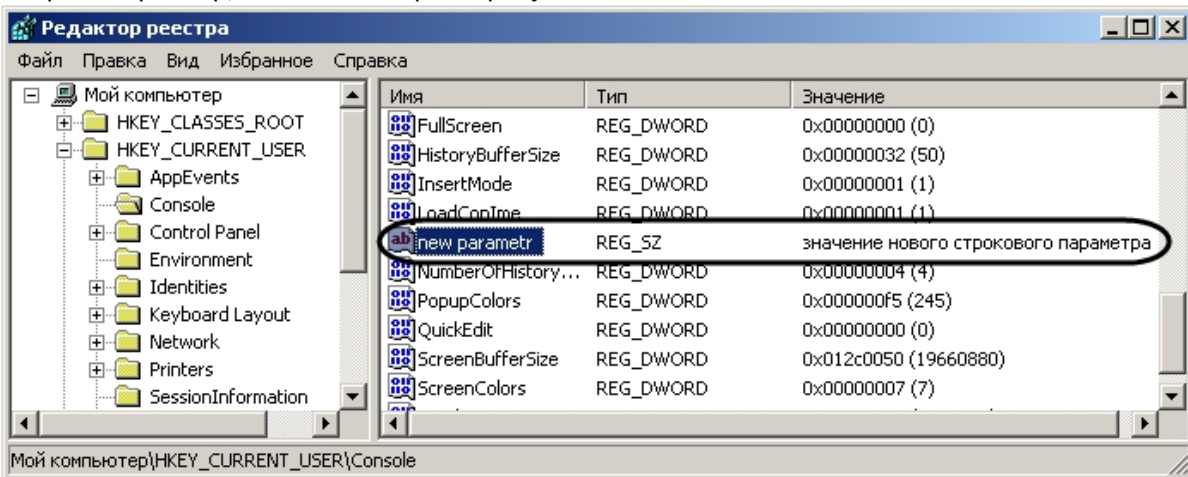 Редактор реестра
Файл Правка Вид Избранное Справка
Мой компьютер
HKEY_CLASSES_ROOT
HKEY_CURRENT_USER
AppEvents
Console
Control Panel
Environment
Identities
Keyboard Layout
Network
Printers
SessionInformation
Имя Тип Значение
FullScreen REG_DWORD 0x00000000 (0)
HistoryBufferSize REG_DWORD 0x00000032 (50)
InsertMode REG_DWORD 0x00000001 (1)
LoadConIme REG_DWORD 0x00000001 (1)
new parametr REG_SZ значение нового строкового параметра
NumberOfHistory... REG_DWORD 0x00000004 (4)
PopupColors REG_DWORD 0x000000f5 (245)
QuickEdit REG_DWORD 0x00000000 (0)
ScreenBufferSize REG_DWORD 0x012c0050 (19660880)
ScreenColors REG_DWORD 0x00000007 (7)
Мой компьютер\HKEY_CURRENT_USER\Console